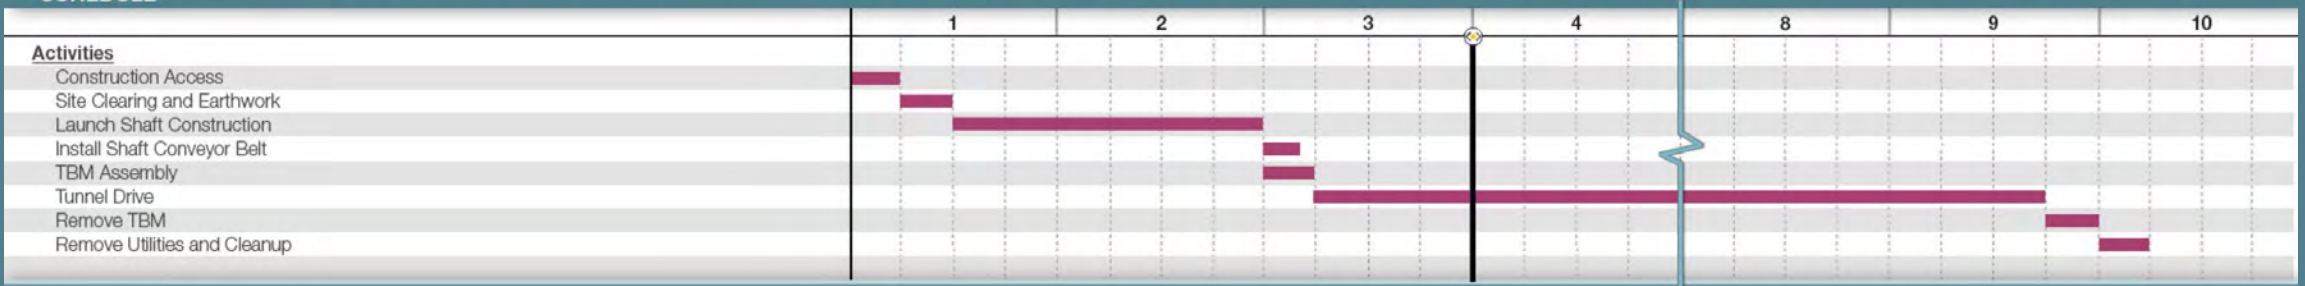 1 2 3 4 8 9 10
Activities
Construction Access
Site Clearing and Earthwork
Launch Shaft Construction
Install Shaft Conveyor Belt
TBM Assembly
Tunnel Drive
Remove TBM
Remove Utilities and Cleanup